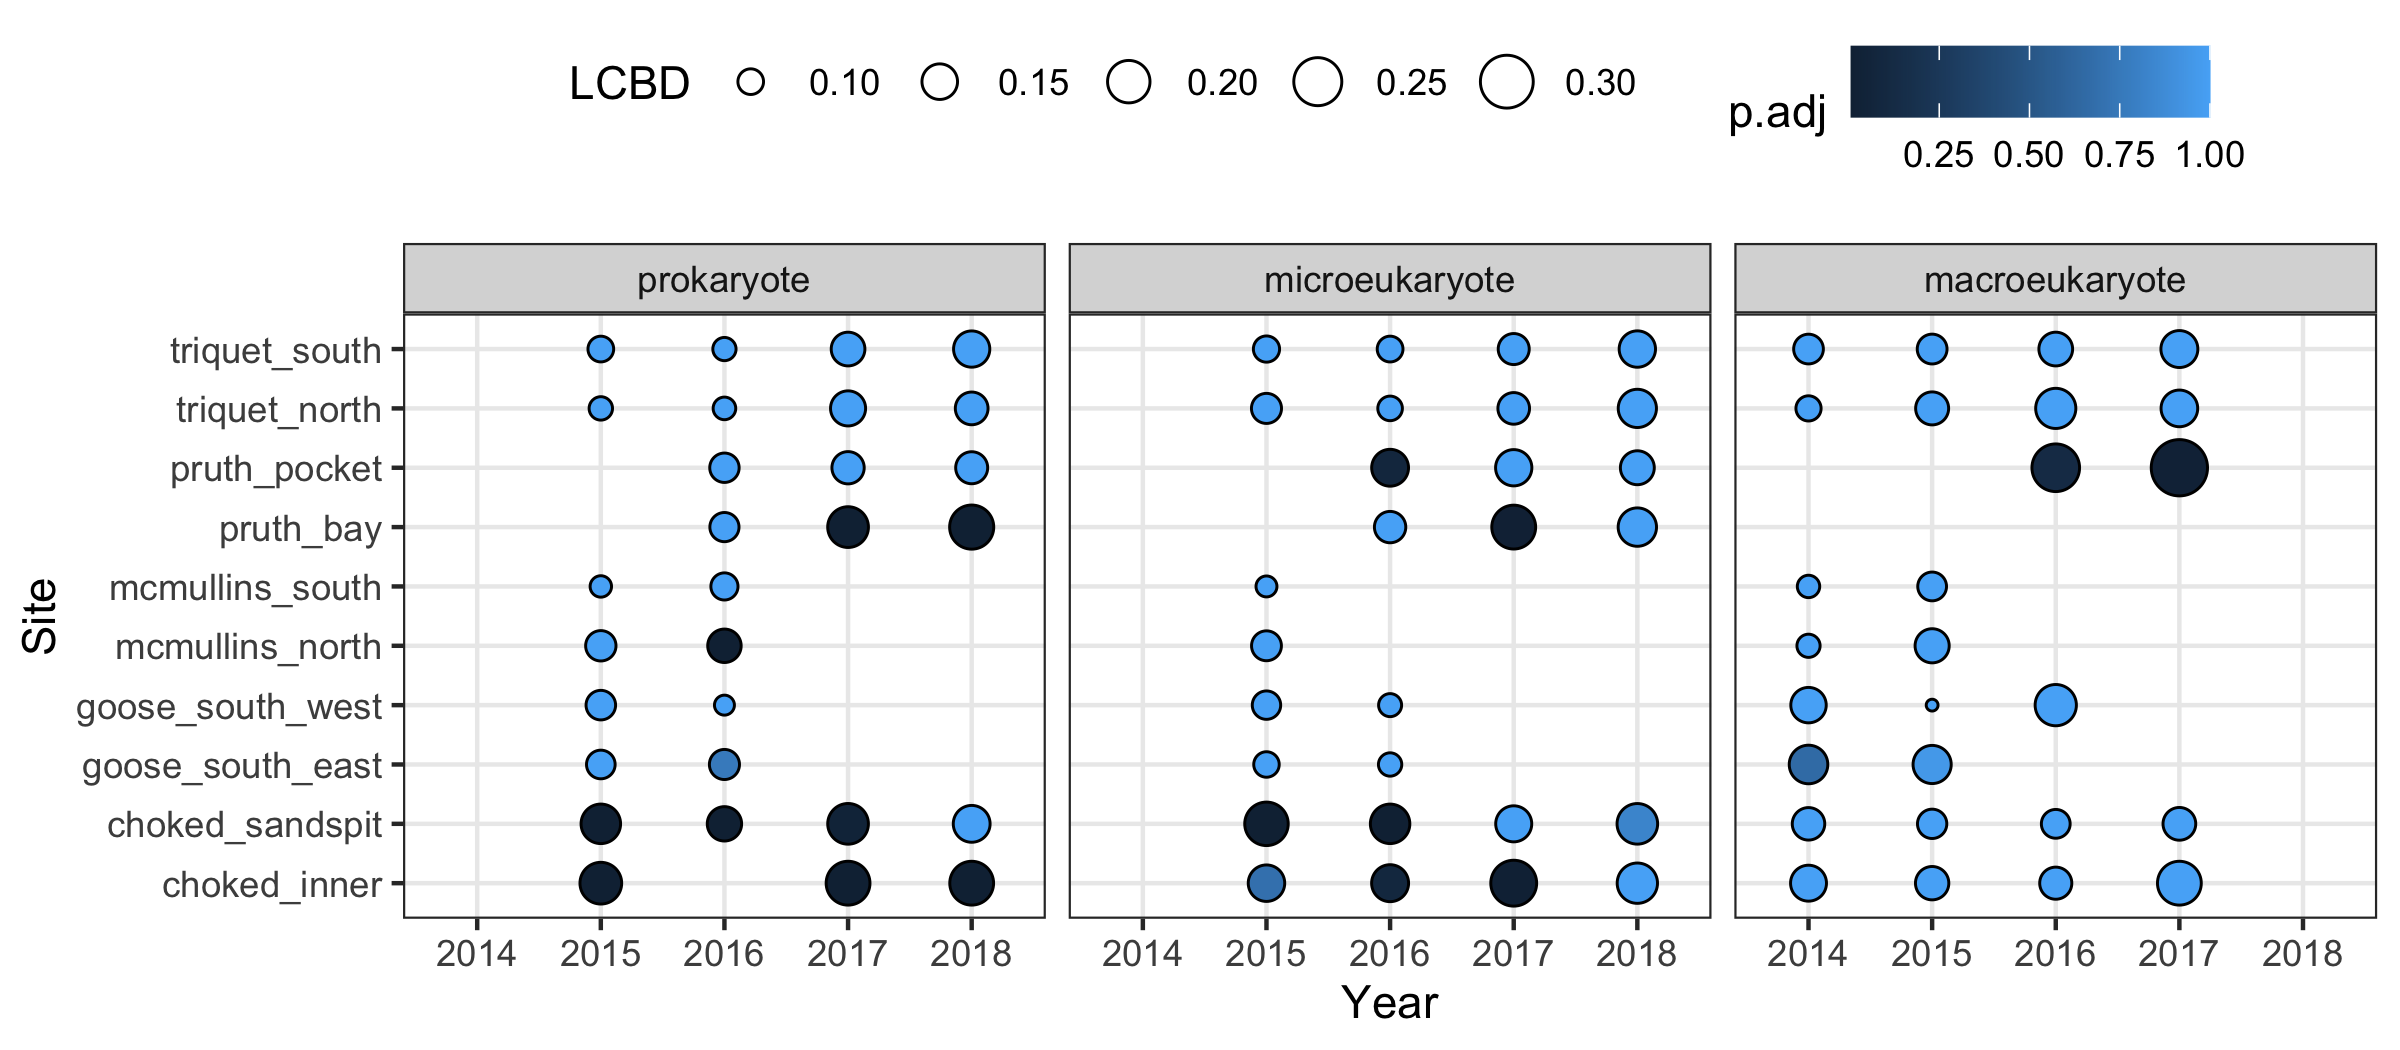 LCBD 0.10 0.15 0.20 0.25 0.30
p.adj
0.25 0.50 0.75 1.00
prokaryote microeukaryote macroeukaryote
Site
triquet_south
triquet_north
pruth_pocket
pruth_bay
mcmullins_south
mcmullins_north
goose_south_west
goose_south_east
choked_sandspit
choked_inner
2014 2015 2016 2017 2018 2014 2015 2016 2017 2018 2014 2015 2016 2017 2018
Year